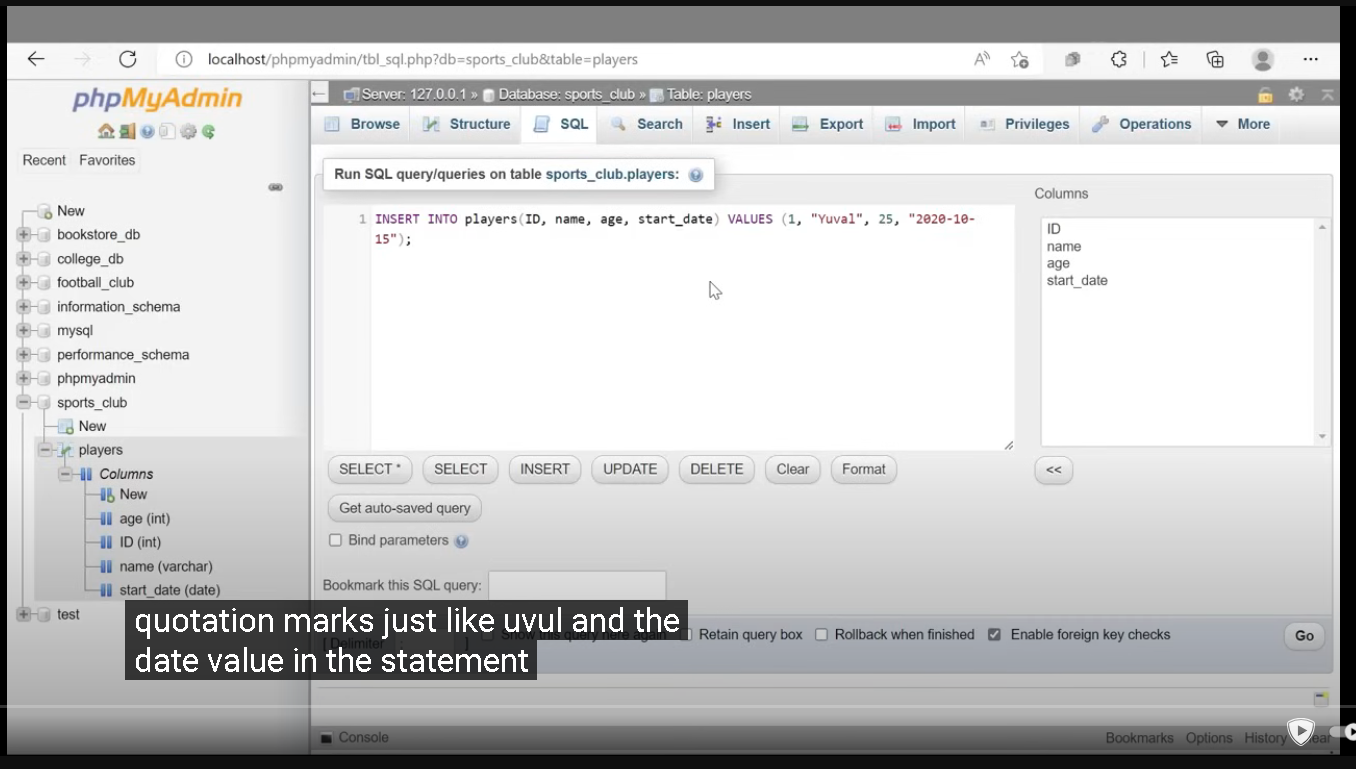 localhost/phpmyadmin/tbl_sql.php?db=sports_club&table=players
phpMyAdmin
Recent Favorites
New
bookstore_db
college_db
football_club
information_schema
mysql
performance_schema
phpmyadmin
sports_club
New
players
Columns
New
age (int)
ID (int)
name (varchar)
start_date (date)
test
Server: 127.0.0.1 » Database: sports_club » Table: players
Browse Structure SQL Search Insert Export Import Privileges Operations More
Run SQL query/queries on table sports_club.players:
1 INSERT INTO players(ID, name, age, start_date) VALUES (1, "Yuval", 25, "2020-10-
15");
Columns
ID
name
age
start_date
SELECT * SELECT INSERT UPDATE DELETE Clear Format <<
Get auto-saved query
Bind parameters
Bookmark this SQL query:
[ Delimiter ] Show this query here again Retain query box Rollback when finished Enable foreign key checks Go
quotation marks just like uvul and the
date value in the statement
Console Bookmarks Options History